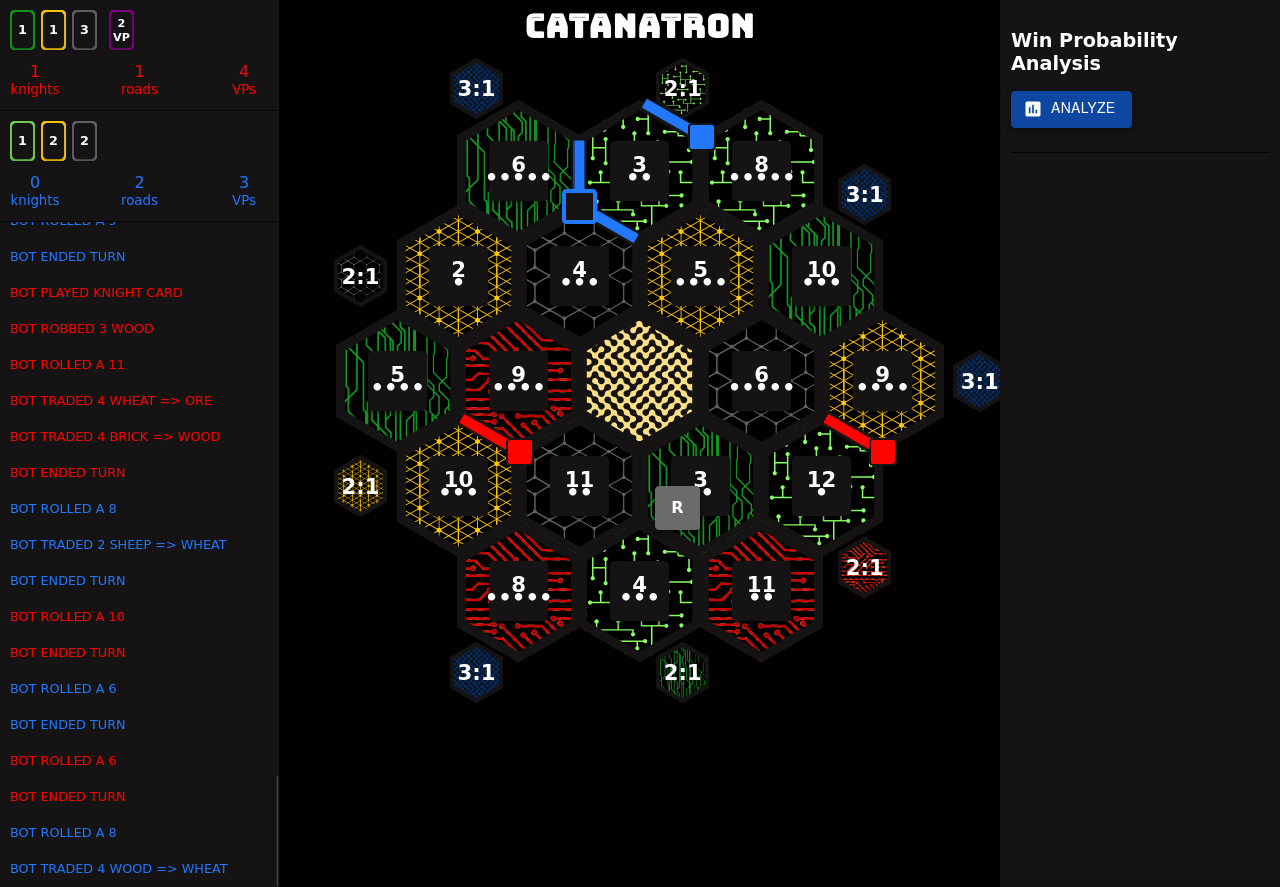 CATANATRON
1 1 3 2 VP
1 1 4
knights roads VPs
1 2 2
0 2 3
knights roads VPs
BOT ENDED TURN
BOT PLAYED KNIGHT CARD
BOT ROBBED 3 WOOD
BOT ROLLED A 11
BOT TRADED 4 WHEAT => ORE
BOT TRADED 4 BRICK => WOOD
BOT ENDED TURN
BOT ROLLED A 8
BOT TRADED 2 SHEEP => WHEAT
BOT ENDED TURN
BOT ROLLED A 10
BOT ENDED TURN
BOT ROLLED A 6
BOT ENDED TURN
BOT ROLLED A 6
BOT ENDED TURN
BOT ROLLED A 8
BOT TRADED 4 WOOD => WHEAT
3:1 2:1
6 3 8
3:1
2:1 2 4 5 10
5 9 6 9 3:1
2:1 10 11 3 12
R
8 4 11 2:1
3:1 2:1
Win Probability
Analysis
ANALYZE